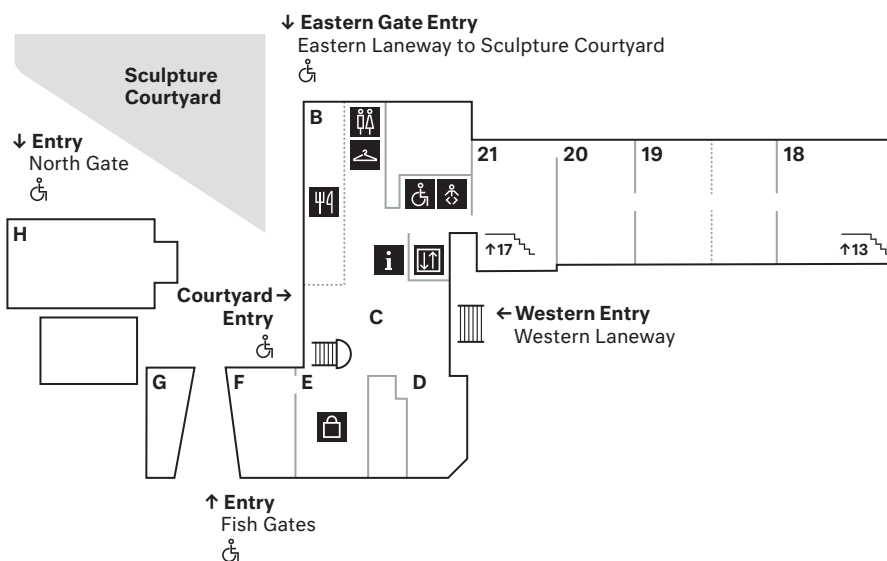 ↓ Eastern Gate Entry
Eastern Laneway to Sculpture Courtyard
Sculpture
Courtyard
↓ Entry
North Gate
B
21
20
19
18
H
↑17
↑13
i
Courtyard →
Entry
C
← Western Entry
Western Laneway
G
F
E
D
↑ Entry
Fish Gates